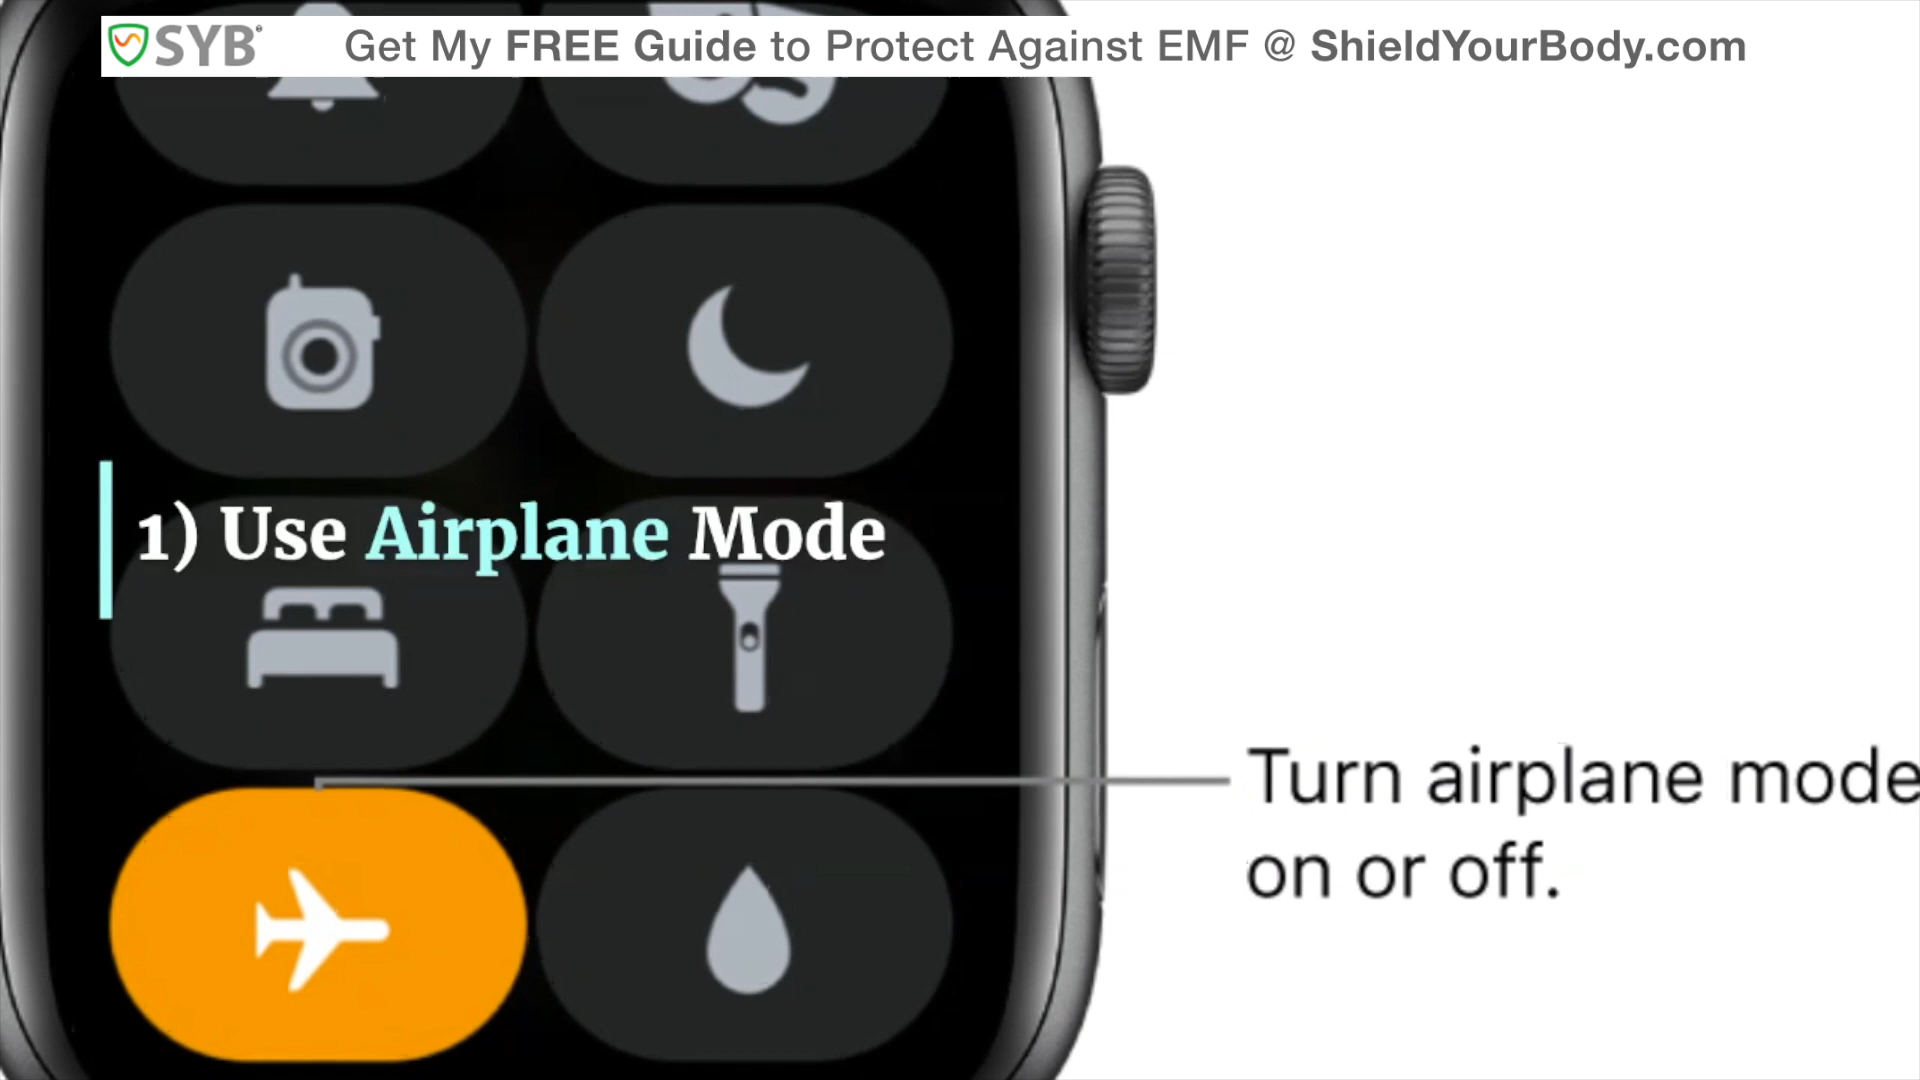 SYB® Get My FREE Guide to Protect Against EMF @ ShieldYourBody.com
1) Use Airplane Mode
Turn airplane mode
on or off.